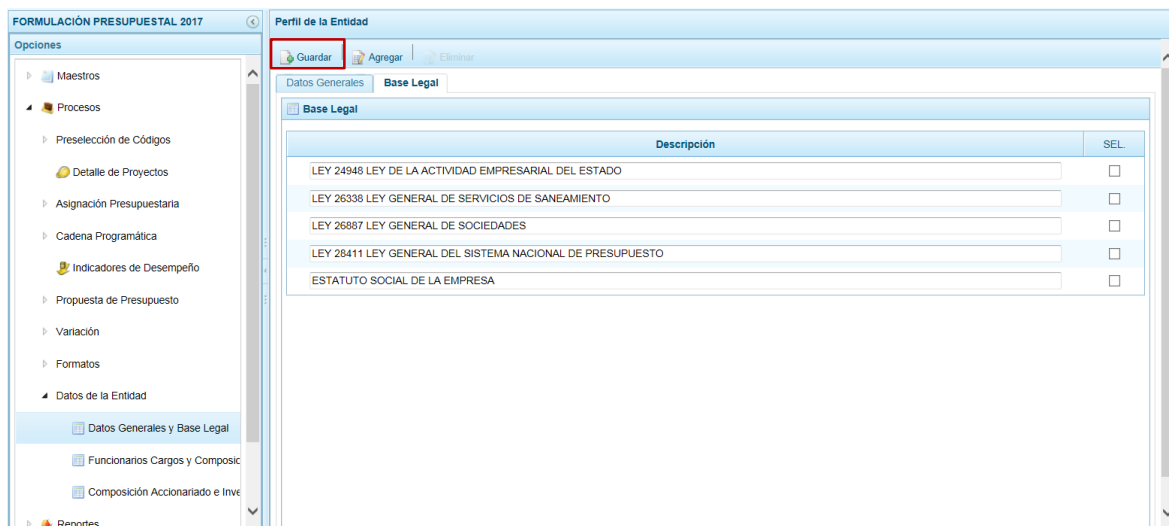 FORMULACIÓN PRESUPUESTAL 2017
Opciones
Maestros
Procesos
Preselección de Códigos
Detalle de Proyectos
Asignación Presupuestaria
Cadena Programática
Indicadores de Desempeño
Propuesta de Presupuesto
Variación
Formatos
Datos de la Entidad
Datos Generales y Base Legal
Funcionarios Cargos y Composic
Composición Accionariado e Inve
Reportes
Perfil de la Entidad
Guardar Agregar Eliminar
Datos Generales Base Legal
Base Legal
Descripción SEL.
LEY 24948 LEY DE LA ACTIVIDAD EMPRESARIAL DEL ESTADO
LEY 26338 LEY GENERAL DE SERVICIOS DE SANEAMIENTO
LEY 26887 LEY GENERAL DE SOCIEDADES
LEY 28411 LEY GENERAL DEL SISTEMA NACIONAL DE PRESUPUESTO
ESTATUTO SOCIAL DE LA EMPRESA